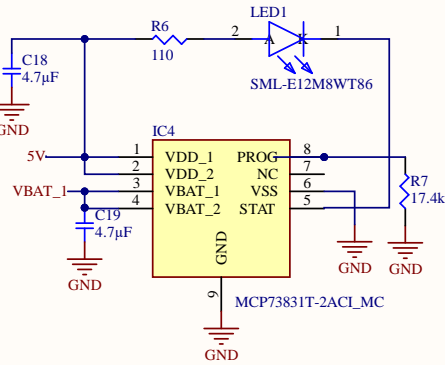 LED1
R6
110
2
A
K
1
SML-E12M8WT86
C18
4.7µF
GND
IC4
5V
1
VDD_1
PROG
8
2
VDD_2
NC
7
VBAT_1
3
VBAT_1
VSS
6
4
VBAT_2
STAT
5
R7
17.4k
C19
4.7µF
GND
GND
GND
GND
9
MCP73831T-2ACI_MC
GND